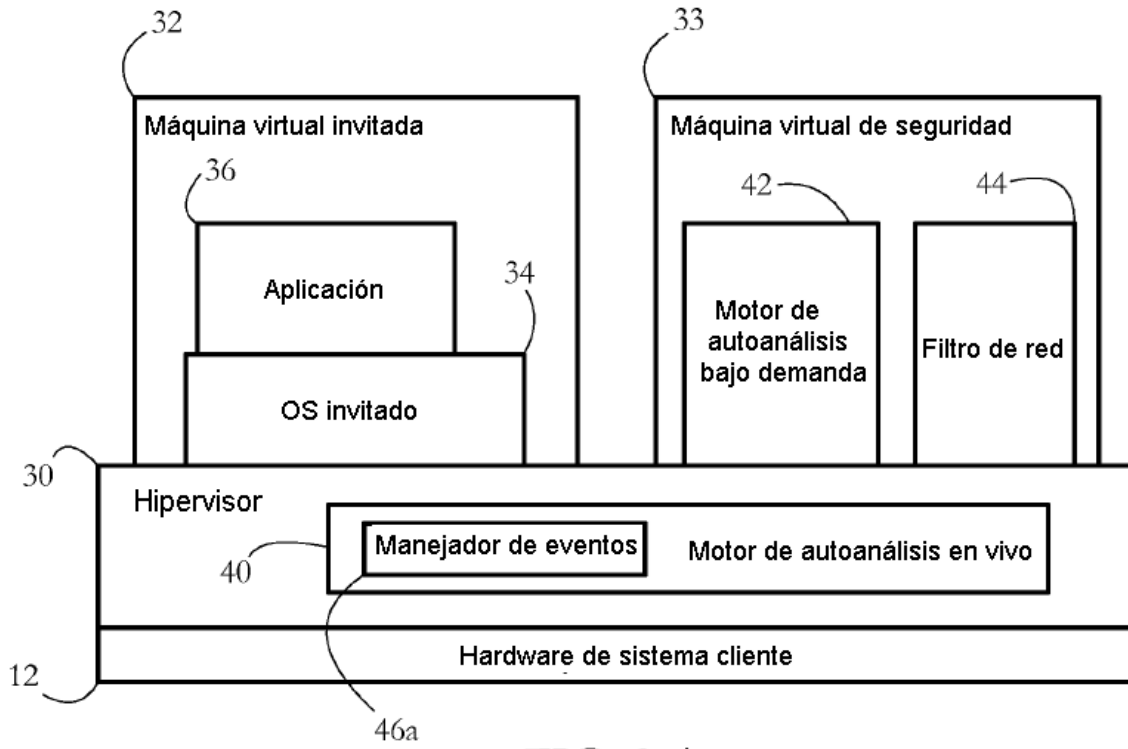 32
33
Máquina virtual invitada
Máquina virtual de seguridad
36
42
44
34
Aplicación
Motor de
autoanálisis
bajo demanda
Filtro de red
OS invitado
30
Hipervisor
Manejador de eventos
Motor de autoanálisis en vivo
40
Hardware de sistema cliente
12
46a